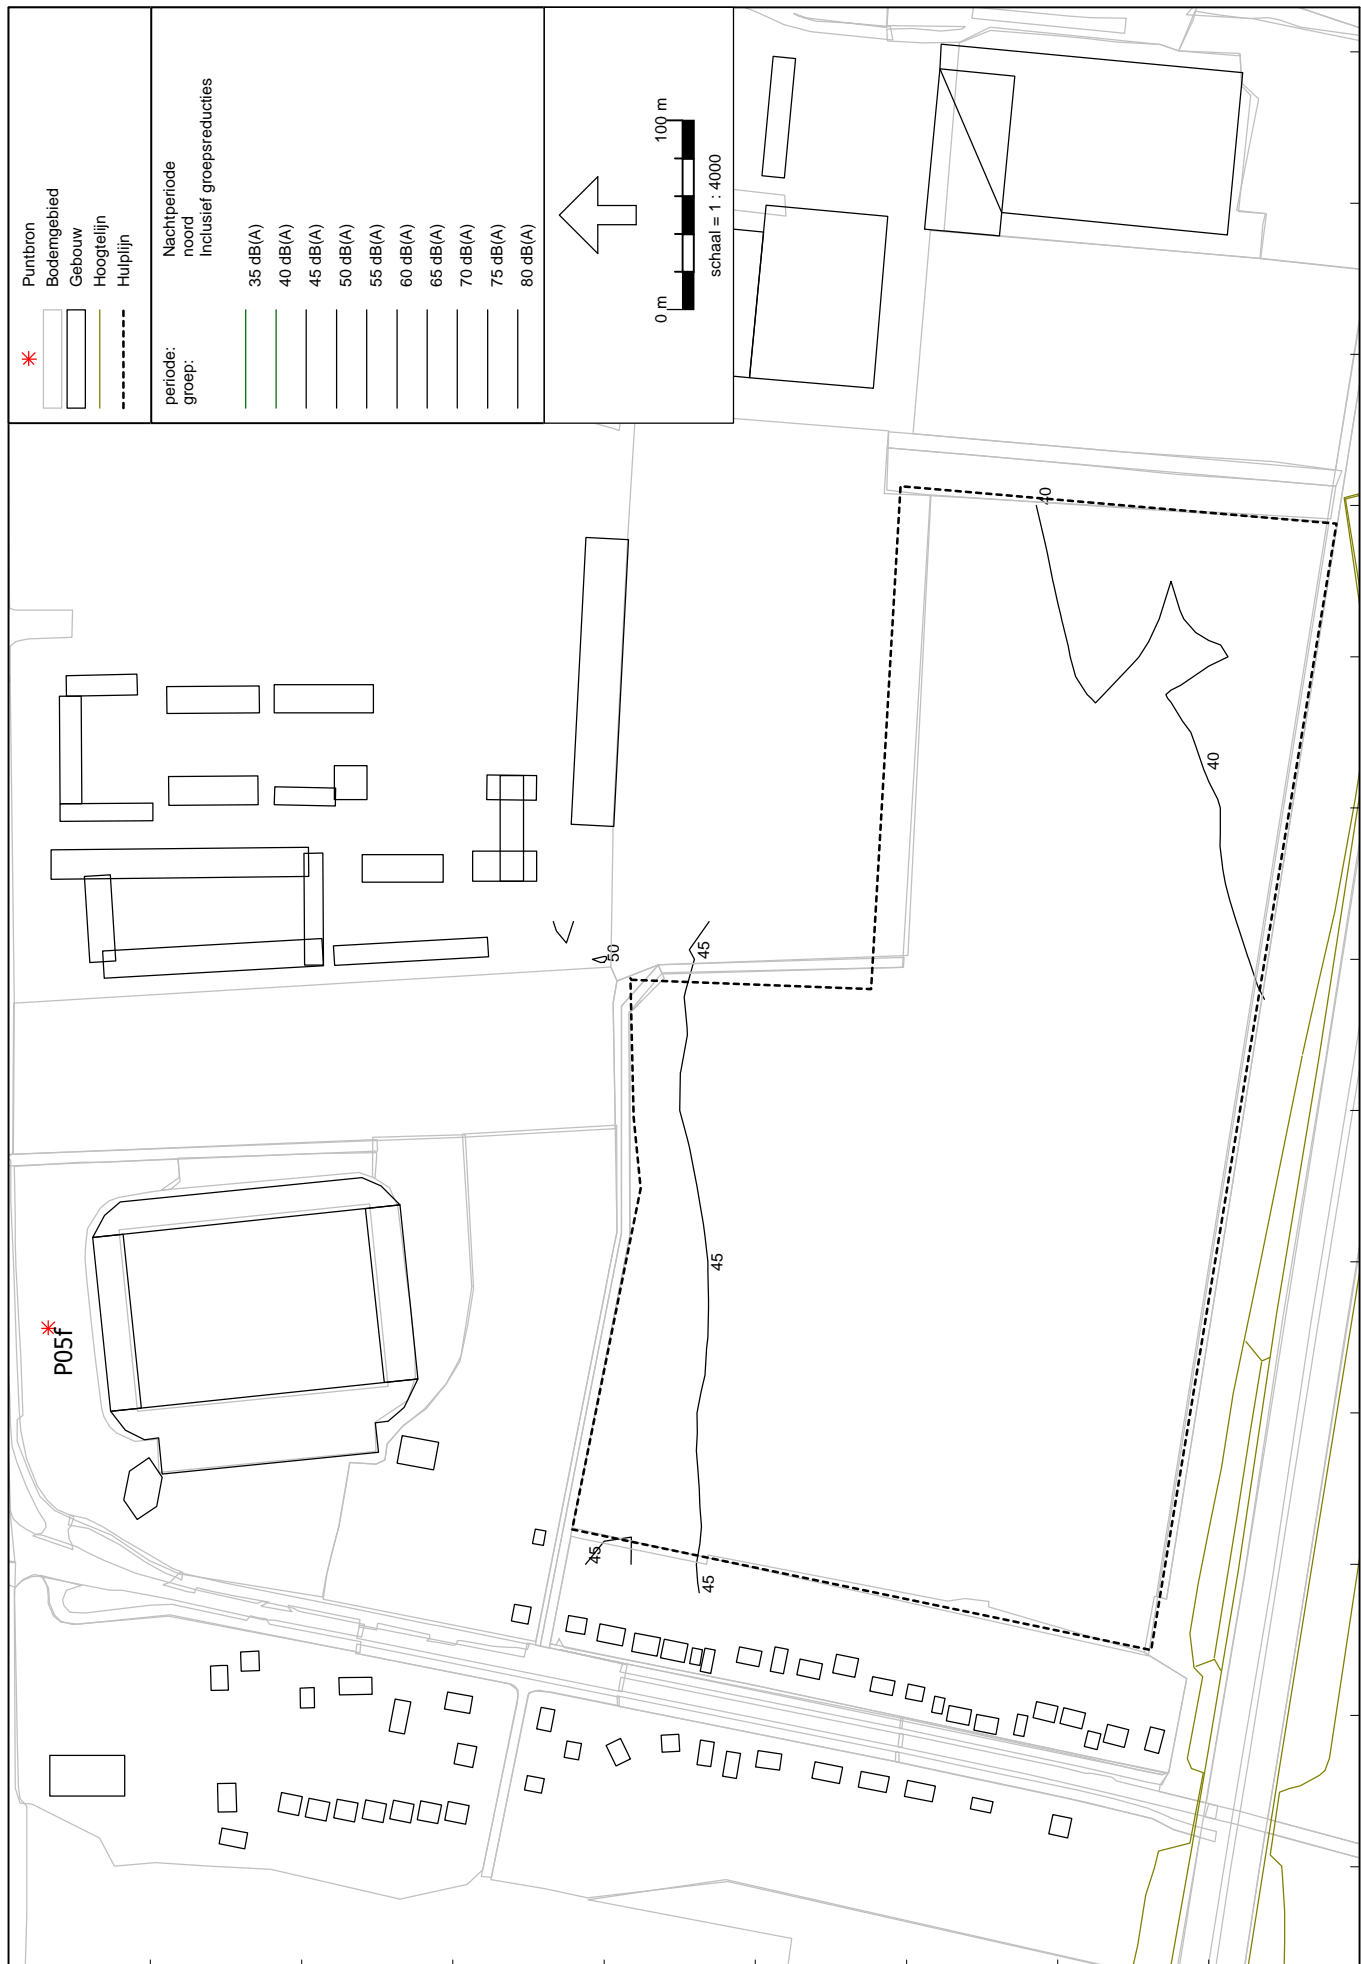 Puntbron
Bodemgebied
Gebouw
Hoogtelijn
Hulplijn
periode: Nachtperiode
groep: noord
Inclusief groepsreducties
35 dB(A)
40 dB(A)
45 dB(A)
50 dB(A)
55 dB(A)
60 dB(A)
65 dB(A)
70 dB(A)
75 dB(A)
80 dB(A)
0 m 100 m
schaal = 1 : 4000
P05f
50
45
45
45
45
40
40